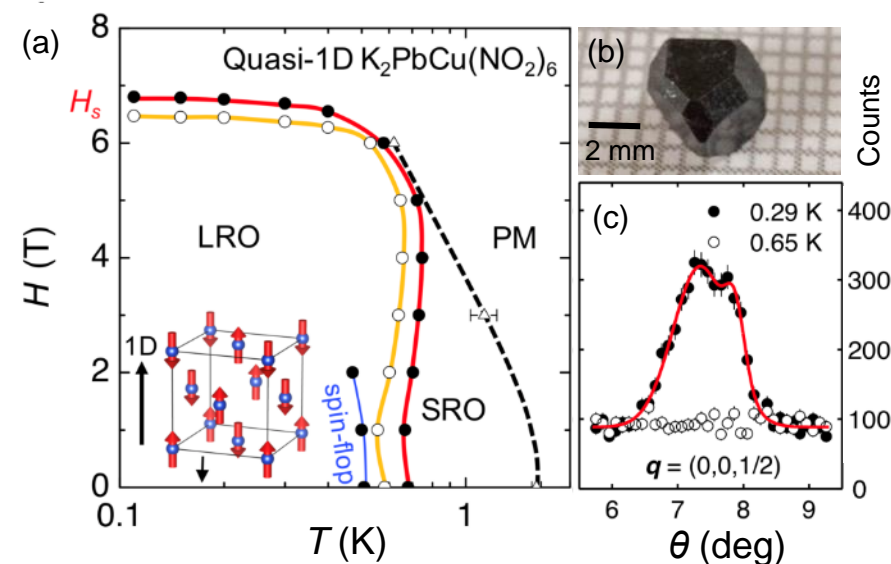 (a)
Quasi-1D K₂PbCu(NO₂)₆
8
6
4
2
0
H (T)
Hₛ
LRO
PM
SRO
spin-flop
1D
0.1
1
T (K)
(b)
2 mm
Counts
(c)
0.29 K
0.65 K
400
300
200
100
0
q = (0,0,1/2)
6 7 8 9
θ (deg)